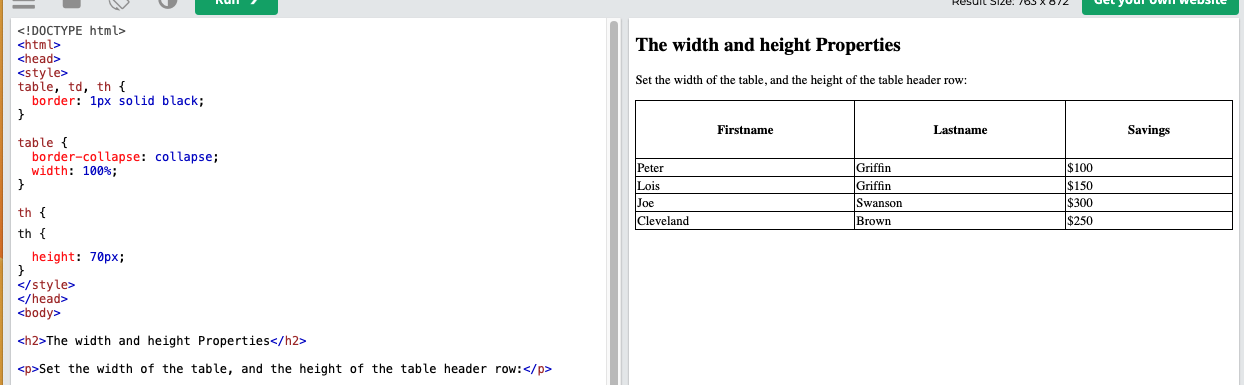 Run ❯
Result Size: 763 x 872
Get your own website
<!DOCTYPE html>
<html>
<head>
<style>
table, td, th {
  border: 1px solid black;
}
table {
  border-collapse: collapse;
  width: 100%;
}
th {
th {
  height: 70px;
}
</style>
</head>
<body>
<h2>The width and height Properties</h2>
<p>Set the width of the table, and the height of the table header row:</p>
The width and height Properties
Set the width of the table, and the height of the table header row:
Firstname Lastname Savings
Peter Griffin $100
Lois Griffin $150
Joe Swanson $300
Cleveland Brown $250